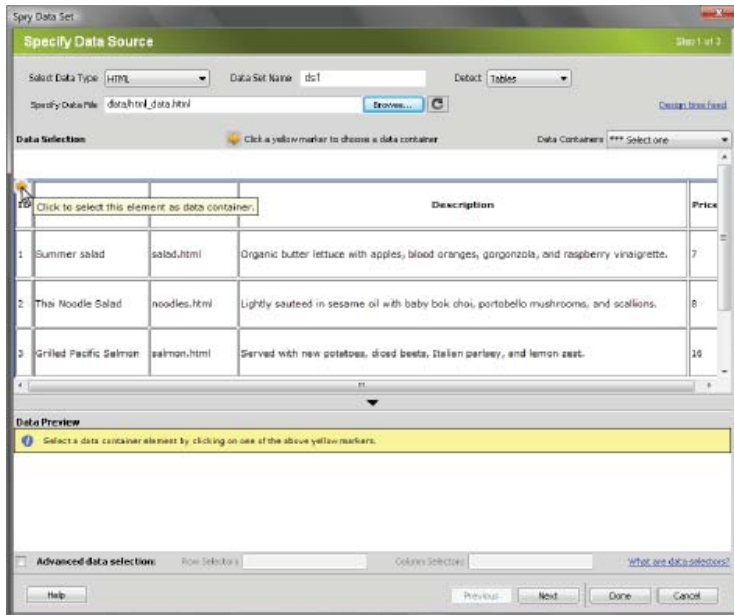 Spry Data Set
Specify Data Source Step 1 of 3
Select Data Type HTML Data Set Name ds1 Detect Tables
Specify Data File data/html_data.html Browse... Design time feed
Data Selection Click a yellow marker to choose a data container Data Containers *** Select one
Click to select this element as data container. Description Price
1 Summer salad salad.html Organic butter lettuce with apples, blood oranges, gorgonzola, and raspberry vinaigrette. 7
2 Thai Noodle Salad noodles.html Lightly sauteed in sesame oil with baby bok choi, portobello mushrooms, and scallions. 8
3 Grilled Pacific Salmon salmon.html Served with new potatoes, diced beets, Italian parlsey, and lemon zest. 16
Data Preview
Select a data container element by clicking on one of the above yellow markers.
Advanced data selection: Row Selectors Column Selectors What are data selectors?
Help Previous Next Done Cancel